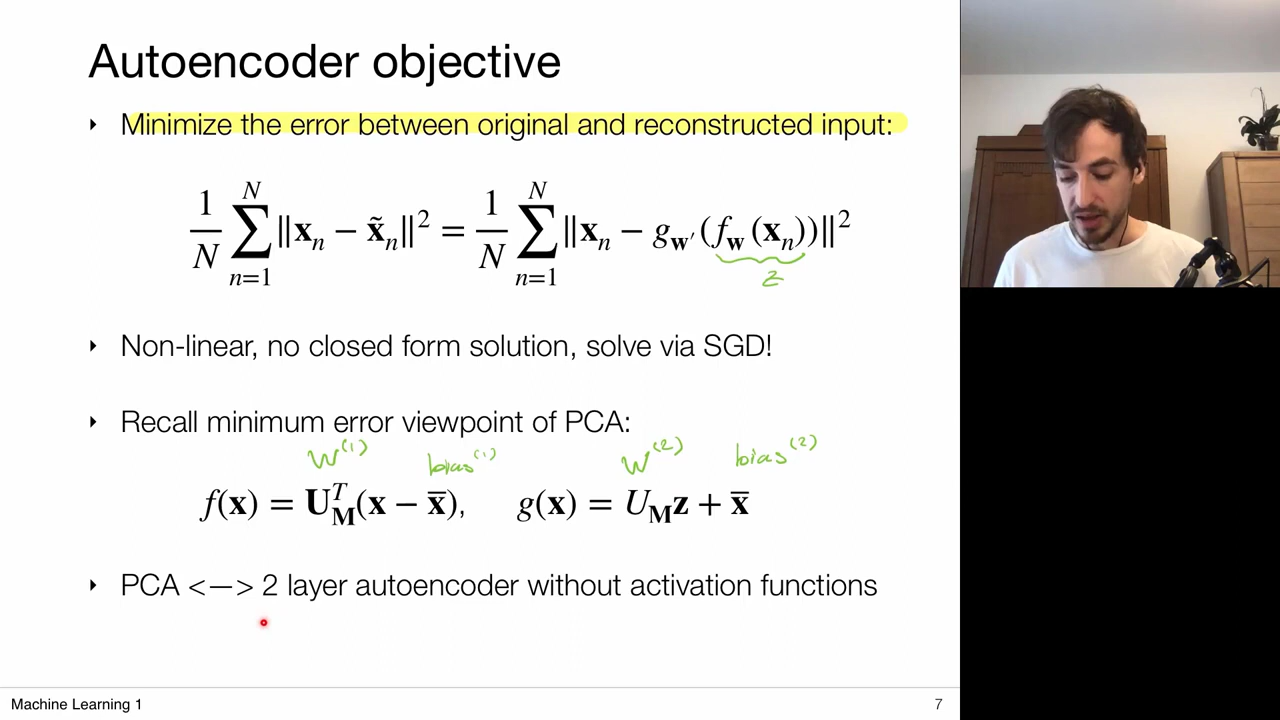 Autoencoder objective
‣ Minimize the error between original and reconstructed input:
1/N ∑_{n=1}^{N} ‖x_n − x̃_n‖² = 1/N ∑_{n=1}^{N} ‖x_n − g_{w′}(f_w(x_n))‖²
z
‣ Non-linear, no closed form solution, solve via SGD!
‣ Recall minimum error viewpoint of PCA:
W^{(1)} bias^{(1)} W^{(2)} bias^{(2)}
f(x) = U_M^T(x − x̄), g(x) = U_M z + x̄
‣ PCA <—> 2 layer autoencoder without activation functions
Machine Learning 1 7